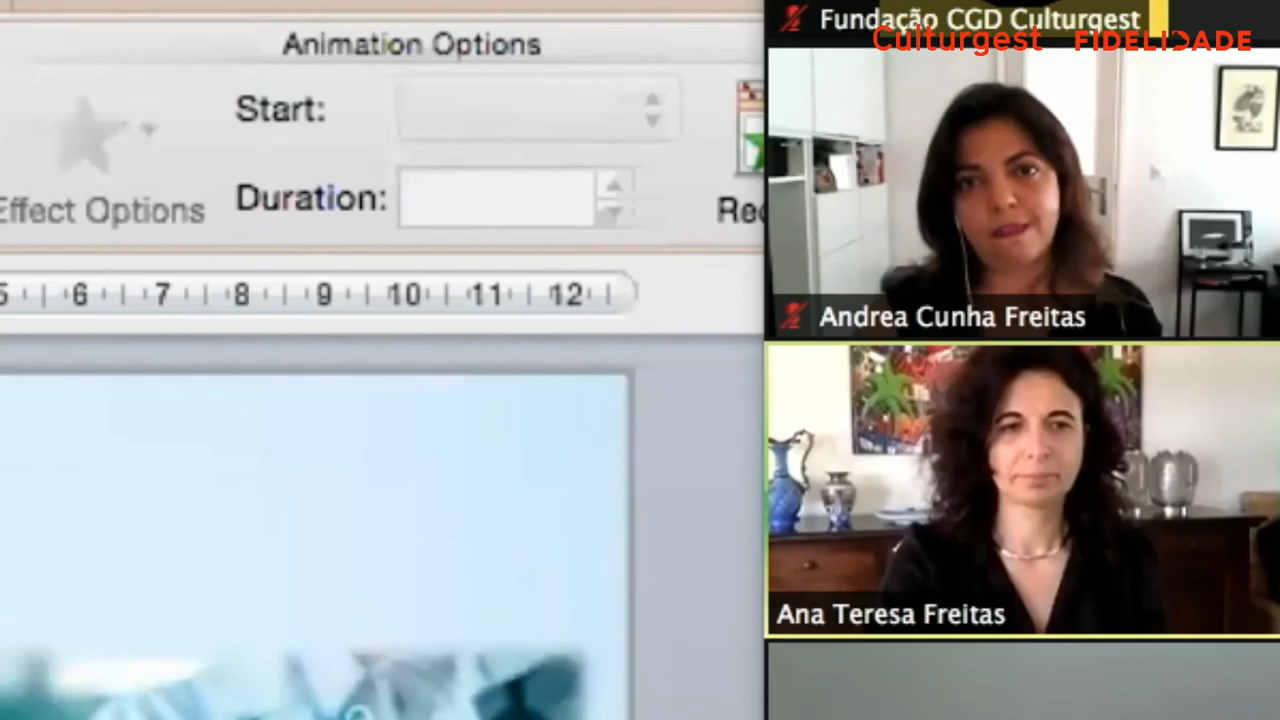 Animation Options
Start:
Duration:
Effect Options
Rec
5 6 7 8 9 10 11 12
Fundação CGD Culturgest
Culturgest FIDELIDADE
Andrea Cunha Freitas
Ana Teresa Freitas